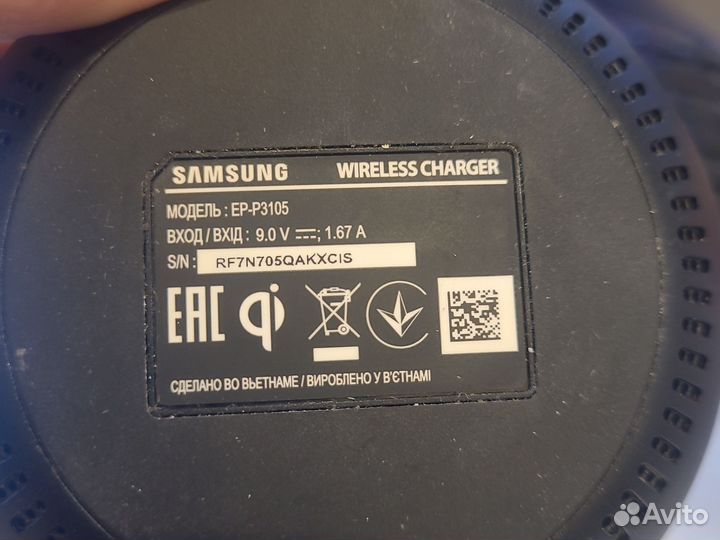 SAMSUNG WIRELESS CHARGER
МОДЕЛЬ : EP-P3105
ВХОД / ВХІД : 9.0 V ⎓; 1.67 A
S/N : RF7N705QAKXCIS
EAC qi
СДЕЛАНО ВО ВЬЕТНАМЕ / ВИРОБЛЕНО У В'ЄТНАМІ
Avito